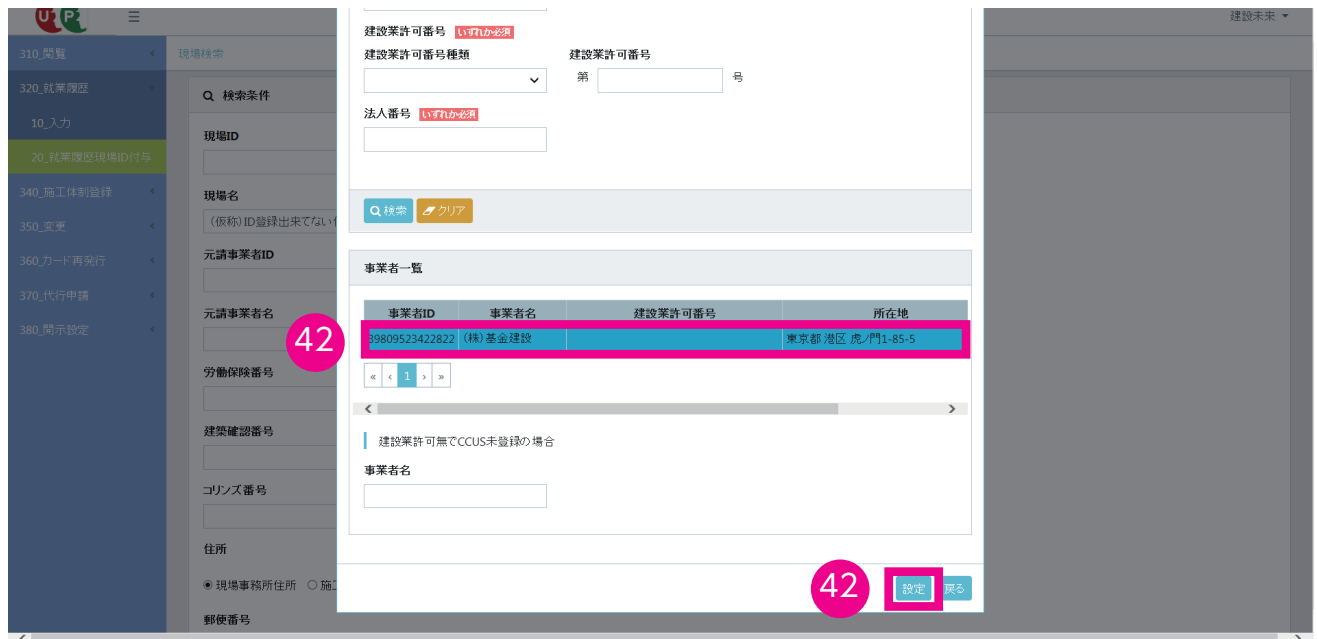 建設未来
310_閲覧
320_就業履歴
10_入力
20_就業履歴現場ID付与
340_施工体制登録
350_変更
360_カード再発行
370_代行申請
380_開示設定
現場検索
検索条件
現場ID
現場名
(仮称)ID登録出来てない
元請事業者ID
元請事業者名
労働保険番号
建築確認番号
コリンズ番号
住所
現場事務所住所 施工
郵便番号
建設業許可番号 いずれか必須
建設業許可番号種類 建設業許可番号
第 号
法人番号 いずれか必須
検索 クリア
事業者一覧
事業者ID 事業者名 建設業許可番号 所在地
42
39809523422822 (株)基金建設 東京都 港区 虎ノ門1-85-5
« ‹ 1 › »
建設業許可無でCCUS未登録の場合
事業者名
42
設定 戻る